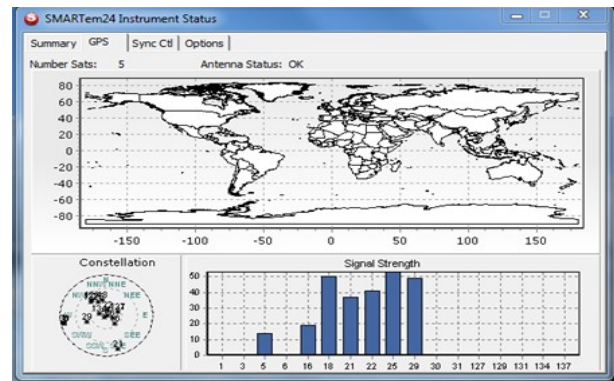 SMARTem24 Instrument Status
Summary GPS Sync Ctl Options
Number Sats: 5 Antenna Status: OK
80
60
40
20
0
-20
-40
-60
-80
-150 -100 -50 0 50 100 150
Constellation
Signal Strength
N
NNE
E
50
40
30
20
10
0
1 3 5 6 16 18 21 22 25 29 30 31 127 129 131 134 137